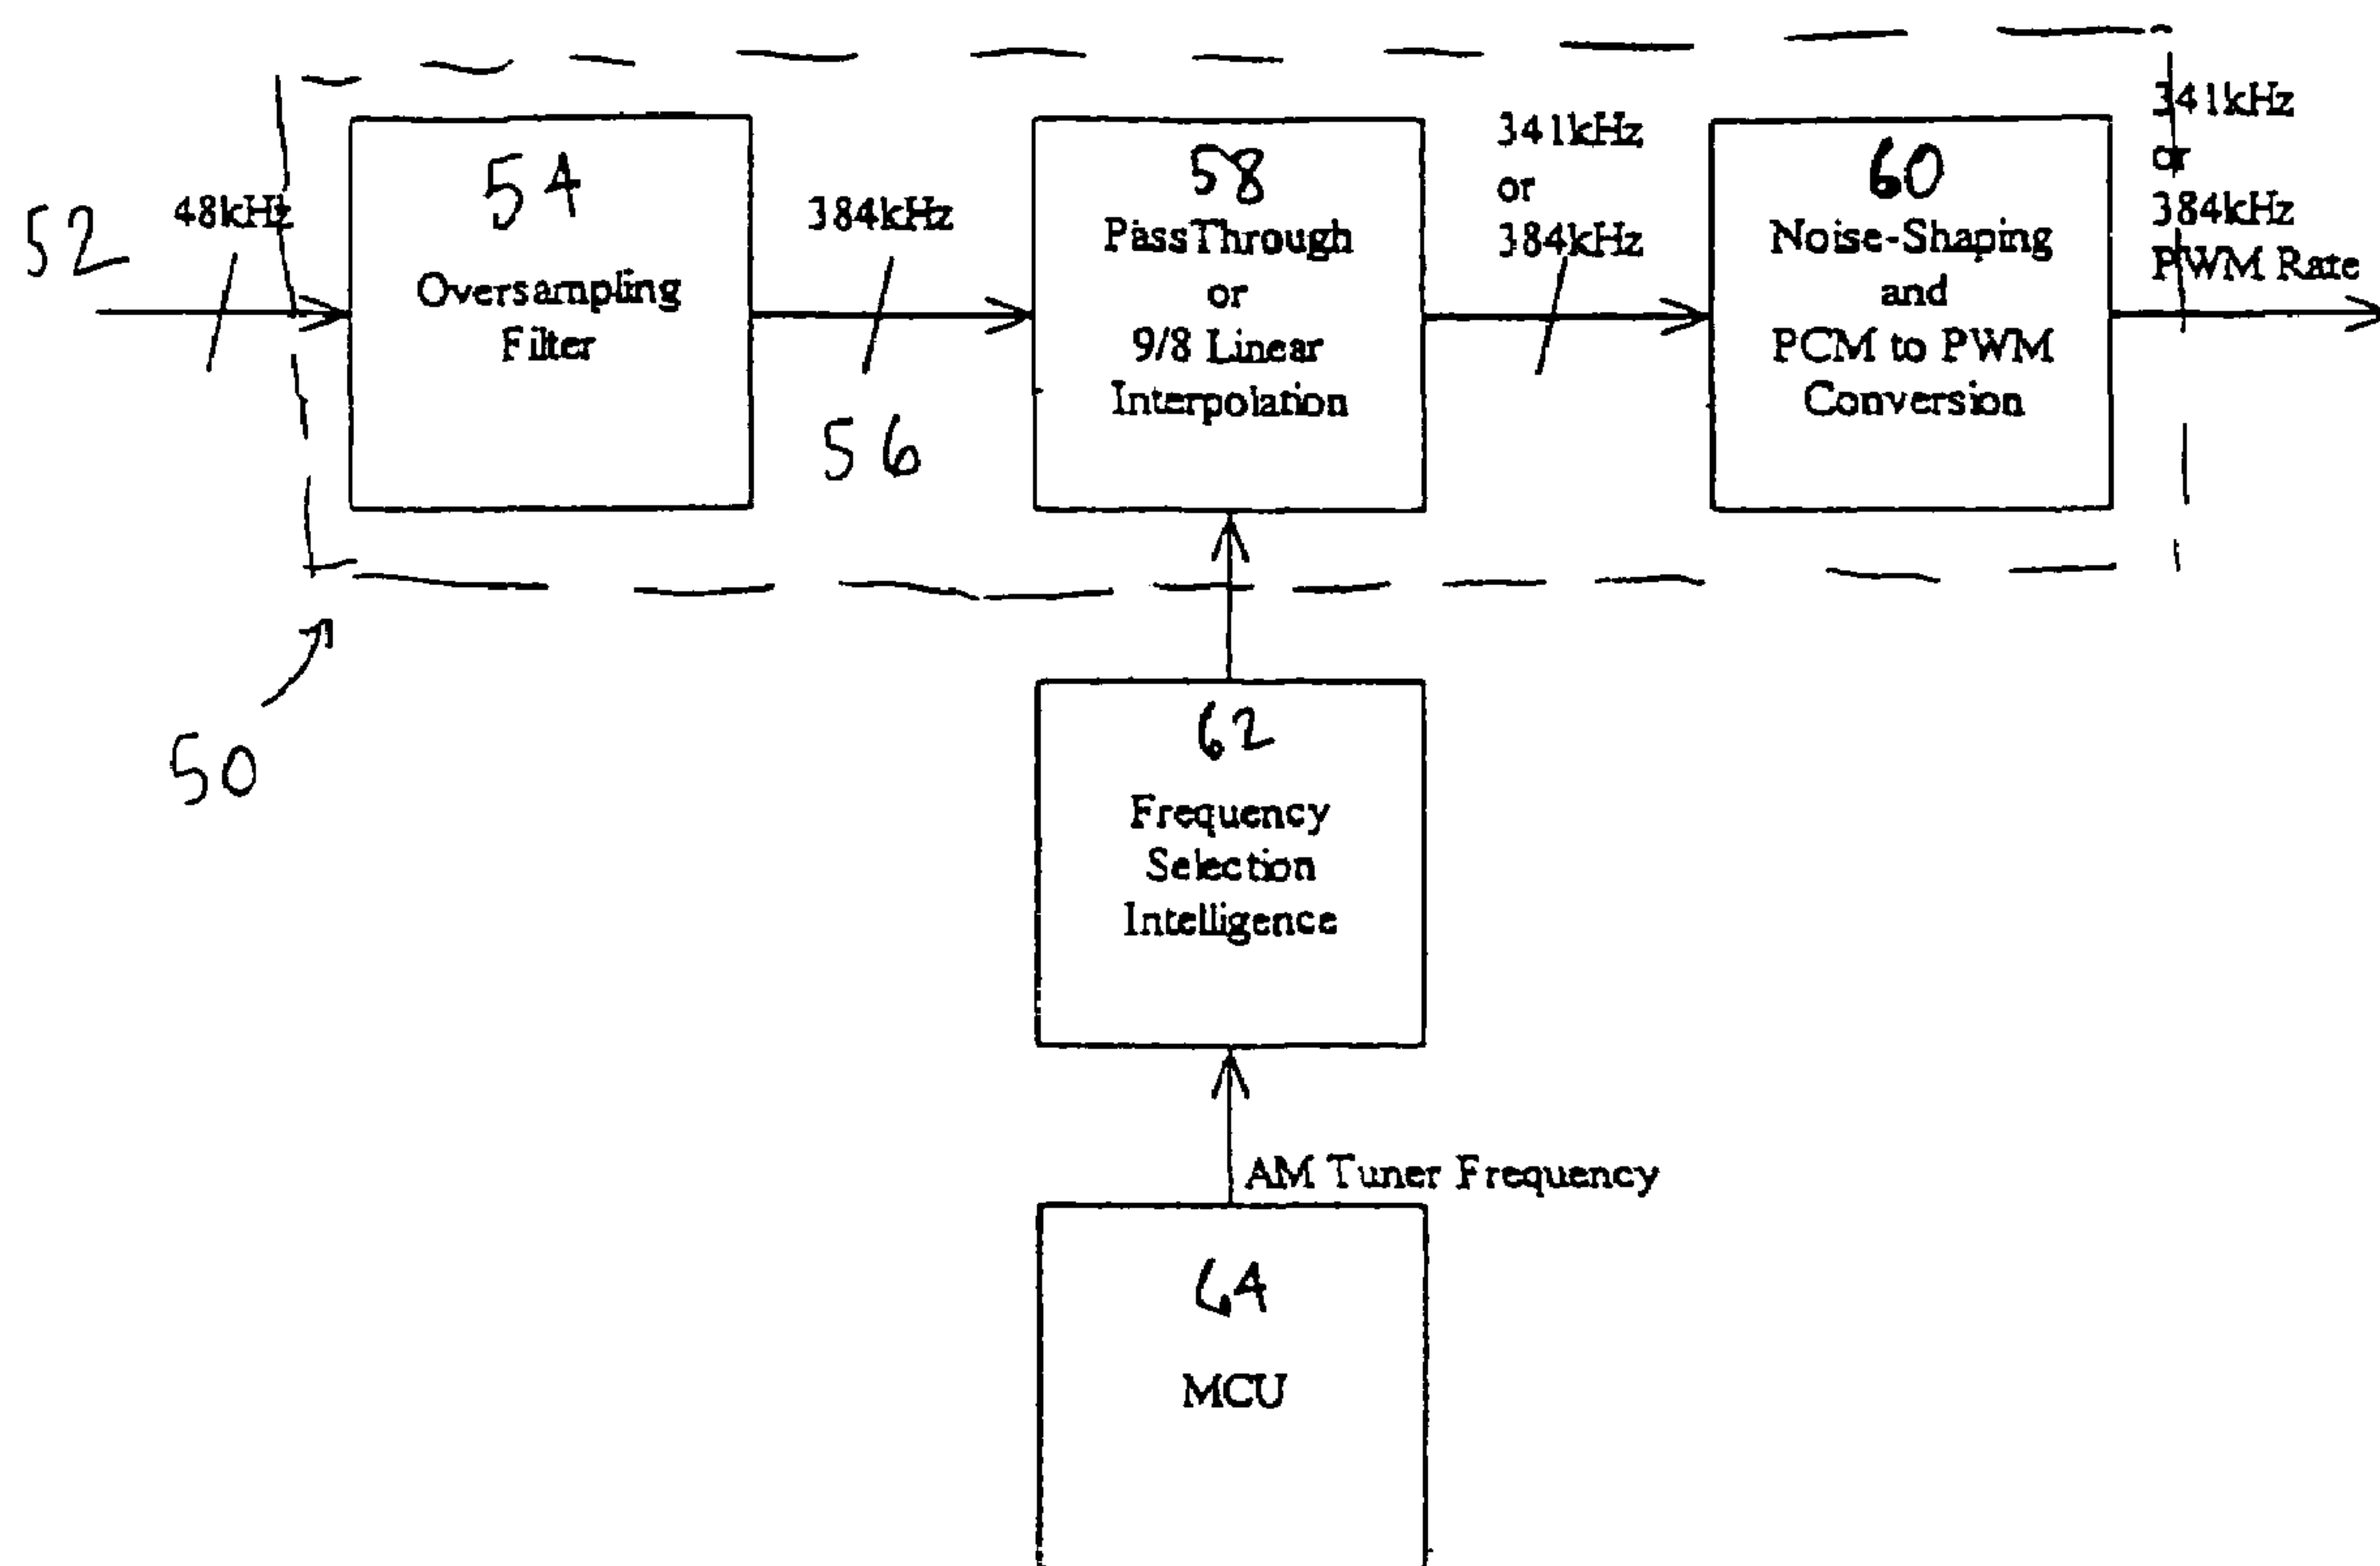 52
48kHz
54
Oversampling
Filter
384kHz
56
58
PassThrough
or
9/8 Linear
Interpolation
341kHz
or
384kHz
60
Noise-Shaping
and
PCM to PWM
Conversion
341kHz
or
384kHz
PWM Rate
50
62
Frequency
Selection
Intelligence
AM Tuner Frequency
64
MCU